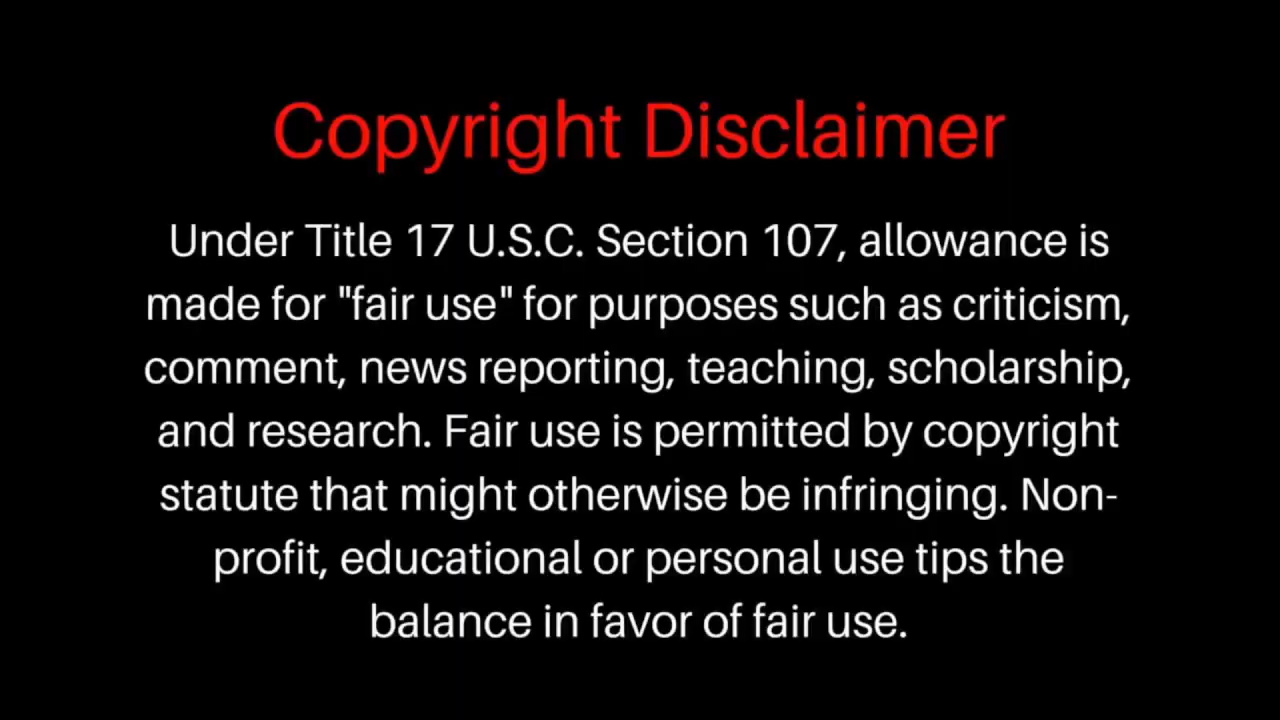 Copyright Disclaimer
Under Title 17 U.S.C. Section 107, allowance is
made for "fair use" for purposes such as criticism,
comment, news reporting, teaching, scholarship,
and research. Fair use is permitted by copyright
statute that might otherwise be infringing. Non-
profit, educational or personal use tips the
balance in favor of fair use.